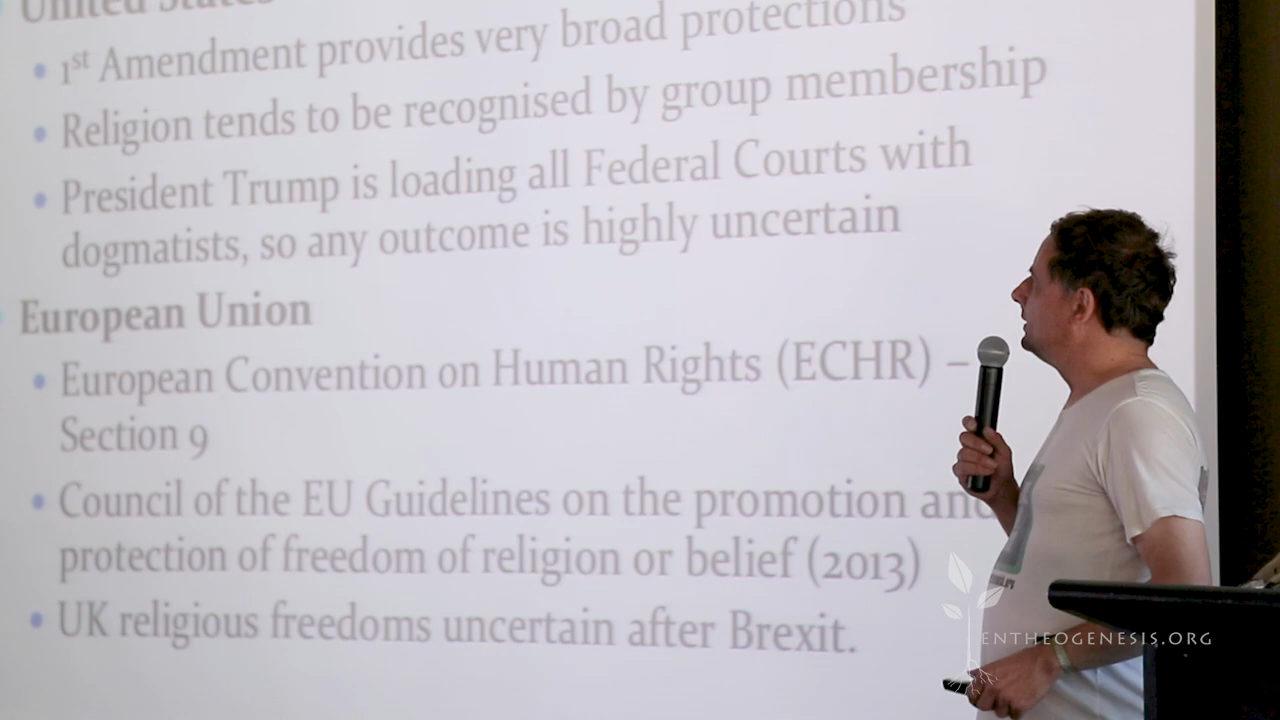 United States
• 1st Amendment provides very broad protections
• Religion tends to be recognised by group membership
• President Trump is loading all Federal Courts with
dogmatists, so any outcome is highly uncertain
European Union
• European Convention on Human Rights (ECHR) –
Section 9
• Council of the EU Guidelines on the promotion and
protection of freedom of religion or belief (2013)
• UK religious freedoms uncertain after Brexit.
ENTHEOGENESIS.ORG